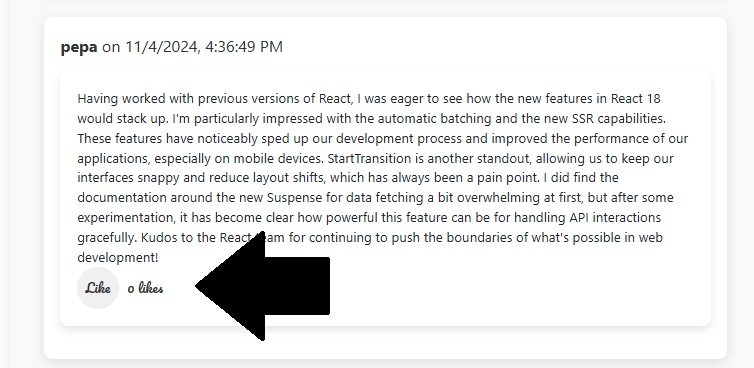 pepa on 11/4/2024, 4:36:49 PM
Having worked with previous versions of React, I was eager to see how the new features in React 18
would stack up. I'm particularly impressed with the automatic batching and the new SSR capabilities.
These features have noticeably sped up our development process and improved the performance of our
applications, especially on mobile devices. StartTransition is another standout, allowing us to keep our
interfaces snappy and reduce layout shifts, which has always been a pain point. I did find the
documentation around the new Suspense for data fetching a bit overwhelming at first, but after some
experimentation, it has become clear how powerful this feature can be for handling API interactions
gracefully. Kudos to the React team for continuing to push the boundaries of what's possible in web
development!
Like 0 likes